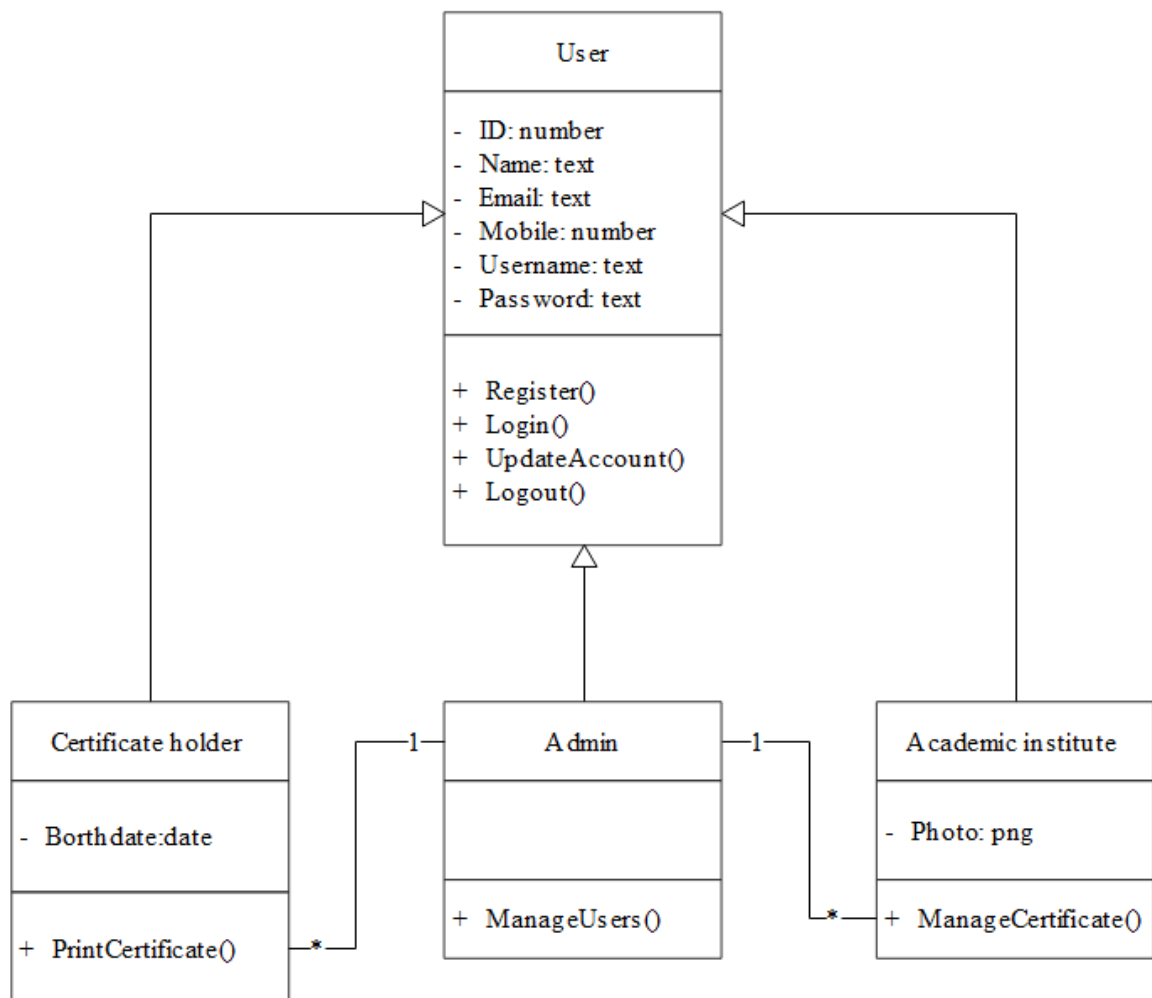 User
- ID: number
- Name: text
- Email: text
- Mobile: number
- Username: text
- Password: text
+ Register()
+ Login()
+ UpdateAccount()
+ Logout()
Certificate holder
- Borthdate:date
+ PrintCertificate()
1
*
Admin
+ ManageUsers()
1
*
Academic institute
- Photo: png
+ ManageCertificate()